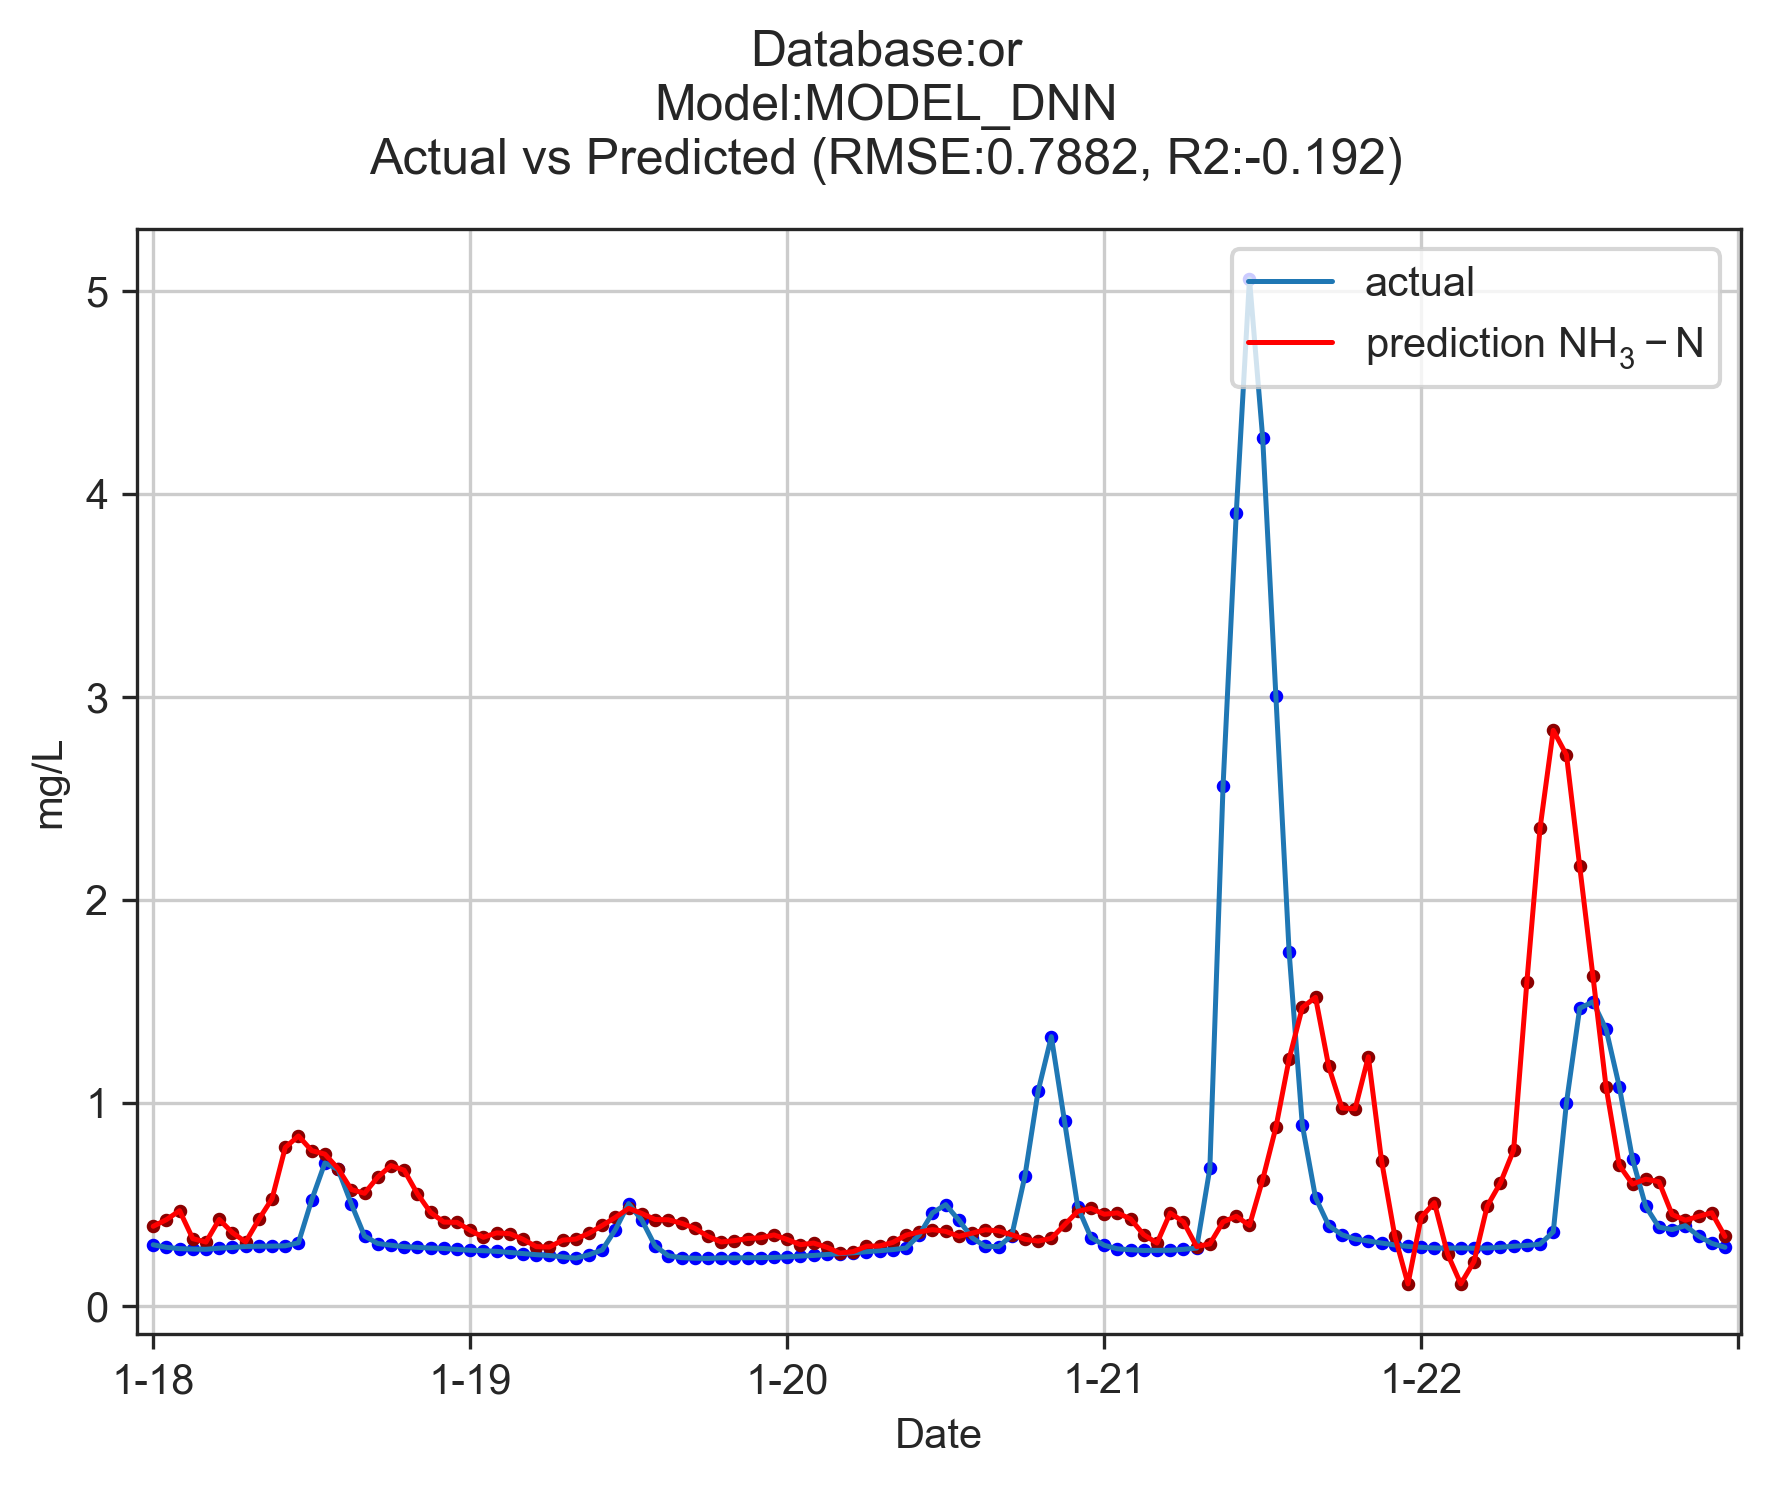 Database:or
Model:MODEL_DNN
Actual vs Predicted (RMSE:0.7882, R2:-0.192)
actual
prediction NH₃ − N
5
4
3
2
1
0
mg/L
1-18 1-19 1-20 1-21 1-22
Date